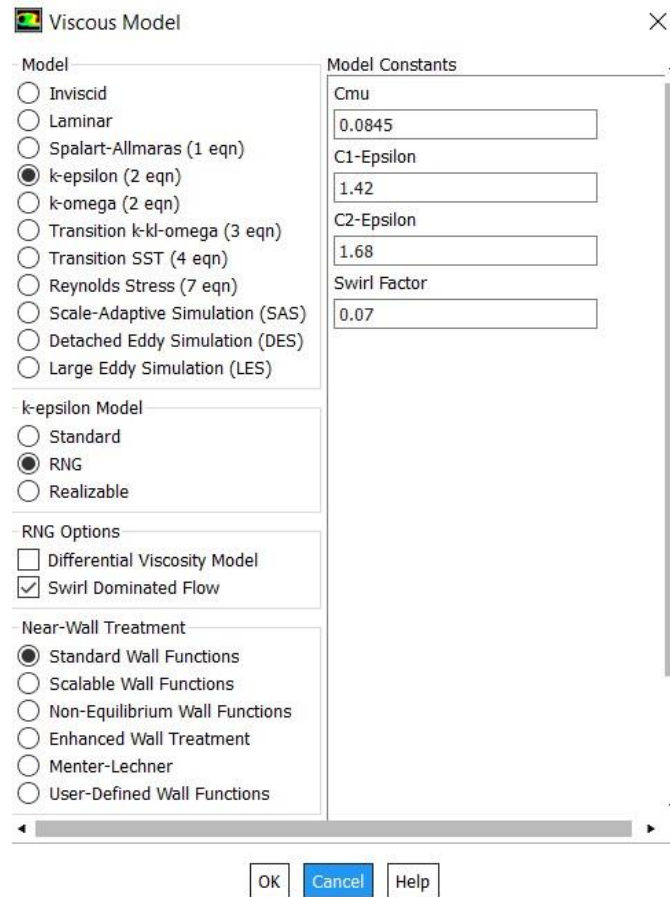 Viscous Model
Model
Inviscid
Laminar
Spalart-Allmaras (1 eqn)
k-epsilon (2 eqn)
k-omega (2 eqn)
Transition k-kl-omega (3 eqn)
Transition SST (4 eqn)
Reynolds Stress (7 eqn)
Scale-Adaptive Simulation (SAS)
Detached Eddy Simulation (DES)
Large Eddy Simulation (LES)
k-epsilon Model
Standard
RNG
Realizable
RNG Options
Differential Viscosity Model
Swirl Dominated Flow
Near-Wall Treatment
Standard Wall Functions
Scalable Wall Functions
Non-Equilibrium Wall Functions
Enhanced Wall Treatment
Menter-Lechner
User-Defined Wall Functions
Model Constants
Cmu
0.0845
C1-Epsilon
1.42
C2-Epsilon
1.68
Swirl Factor
0.07
OK
Cancel
Help